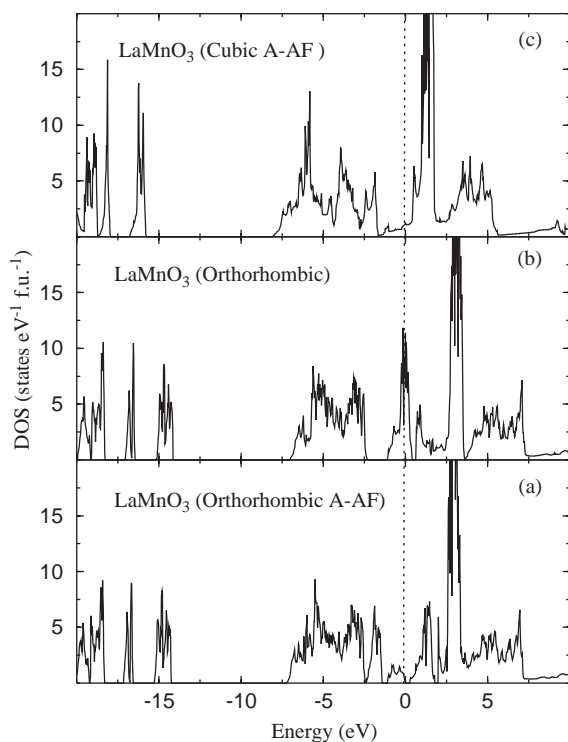 LaMnO₃ (Cubic A-AF )
(c)
15
10
5
LaMnO₃ (Orthorhombic)
(b)
15
10
5
LaMnO₃ (Orthorhombic A-AF)
(a)
15
10
5
DOS (states eV⁻¹ f.u.⁻¹)
-15 -10 -5 0 5
Energy (eV)